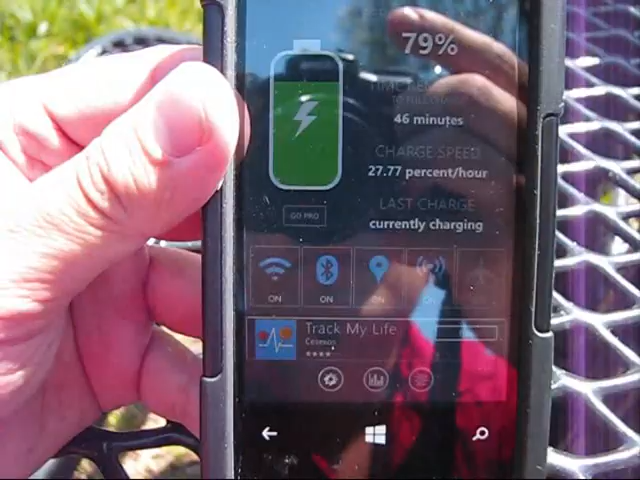 79%
46 minutes
CHARGE SPEED
27.77 percent/hour
LAST CHARGE
currently charging
GO PRO
ON
ON
ON
Track My Life